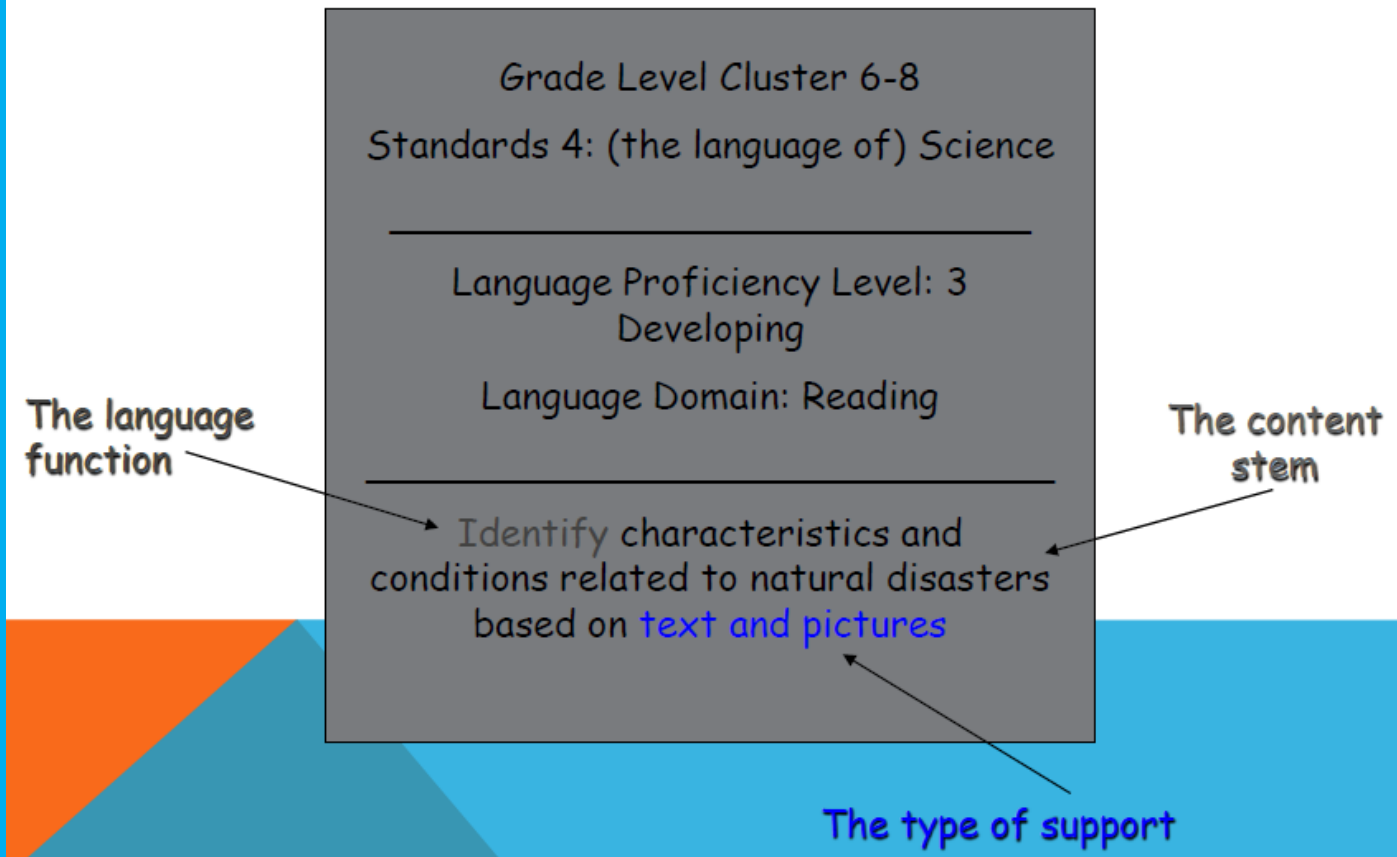 Grade Level Cluster 6-8
Standards 4: (the language of) Science
Language Proficiency Level: 3
Developing
Language Domain: Reading
The language
function
The content
stem
Identify characteristics and
conditions related to natural disasters
based on text and pictures
The type of support